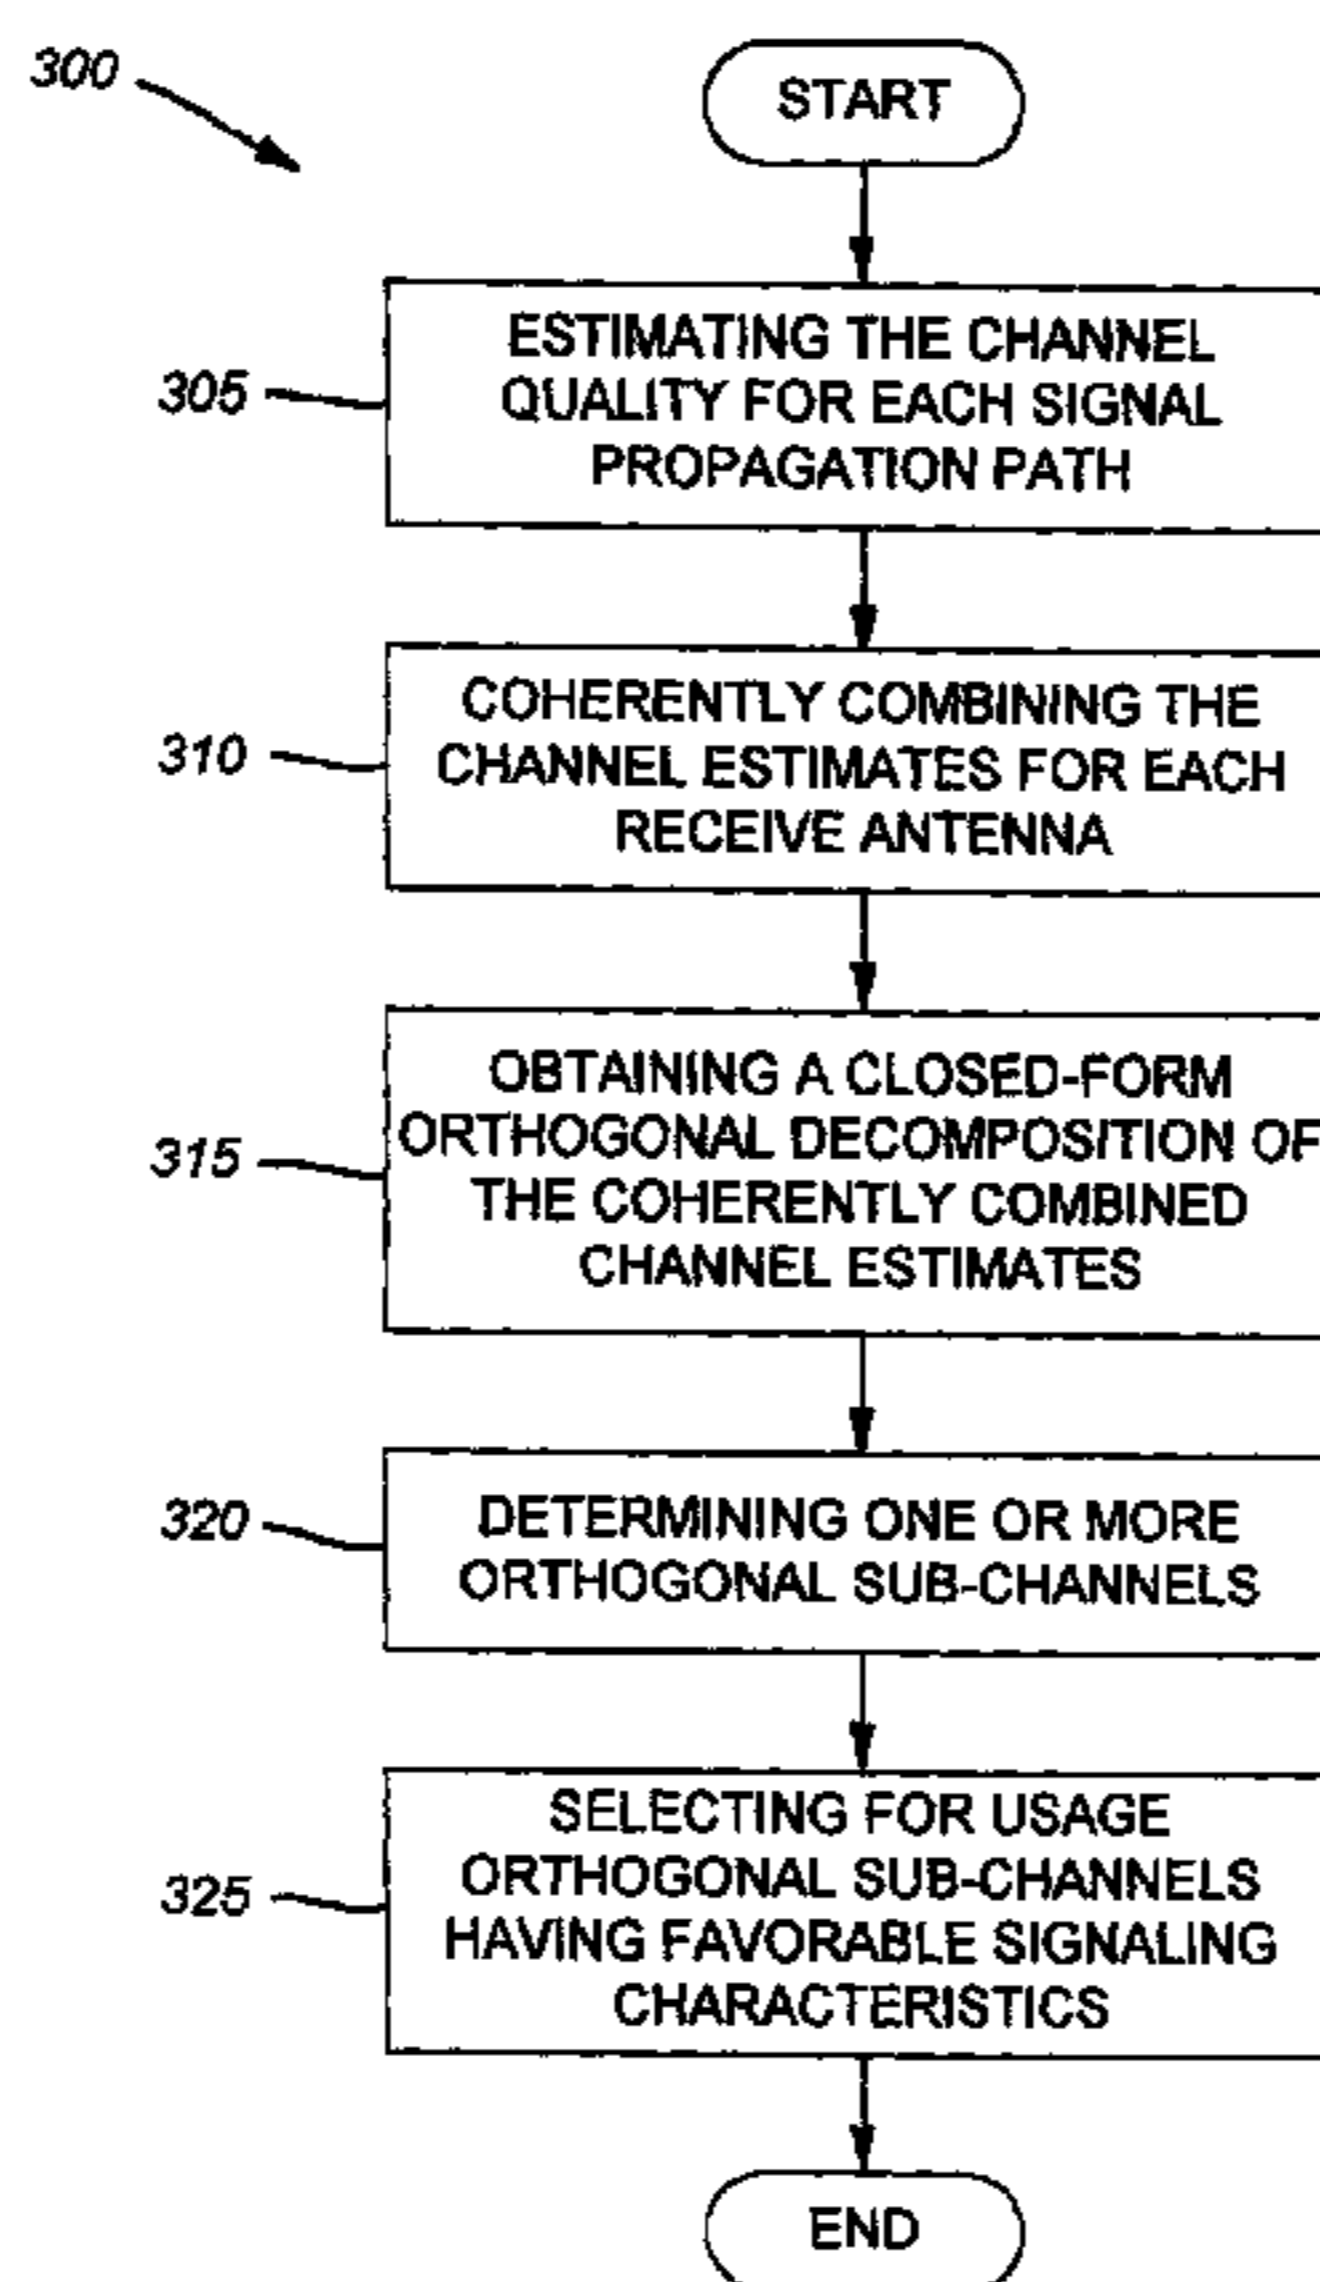 300
START
305
ESTIMATING THE CHANNEL
QUALITY FOR EACH SIGNAL
PROPAGATION PATH
310
COHERENTLY COMBINING THE
CHANNEL ESTIMATES FOR EACH
RECEIVE ANTENNA
315
OBTAINING A CLOSED-FORM
ORTHOGONAL DECOMPOSITION OF
THE COHERENTLY COMBINED
CHANNEL ESTIMATES
320
DETERMINING ONE OR MORE
ORTHOGONAL SUB-CHANNELS
325
SELECTING FOR USAGE
ORTHOGONAL SUB-CHANNELS
HAVING FAVORABLE SIGNALING
CHARACTERISTICS
END